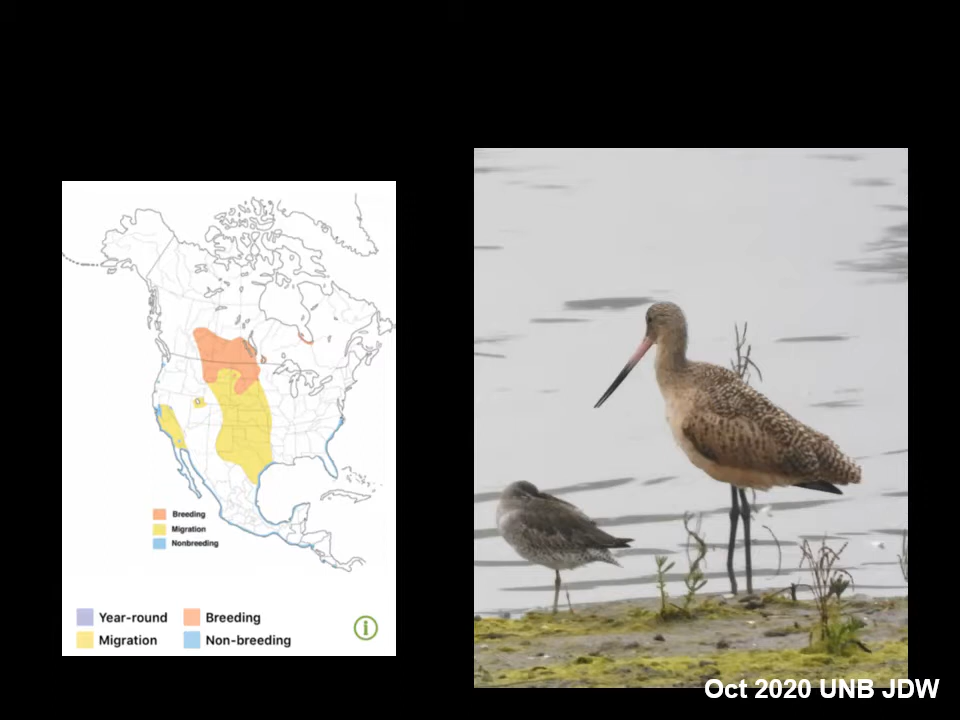 Breeding
Migration
Nonbreeding
Year-round Breeding
Migration Non-breeding
i
Oct 2020 UNB JDW